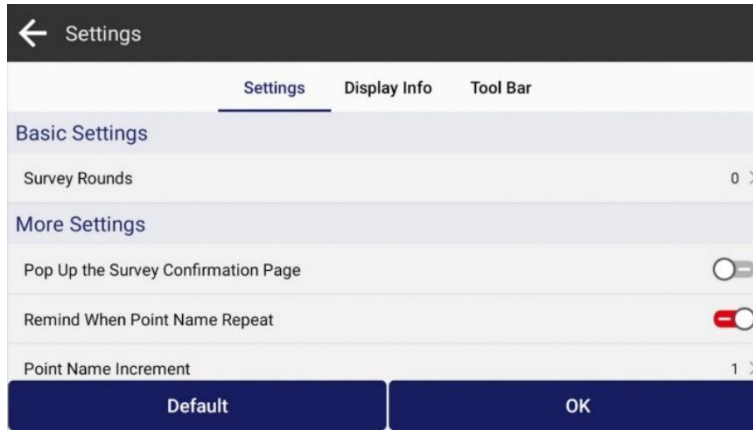 Settings
Settings Display Info Tool Bar
Basic Settings
Survey Rounds 0
More Settings
Pop Up the Survey Confirmation Page
Remind When Point Name Repeat
Point Name Increment 1
Default OK